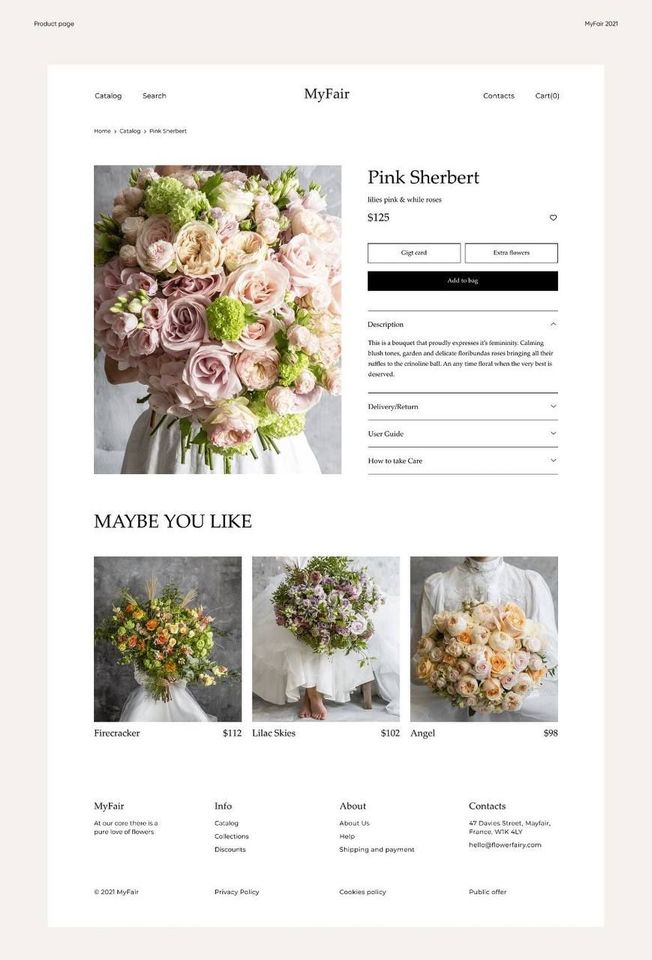 Product page
MyFair 2021
Catalog
Search
MyFair
Contacts
Cart(0)
Home > Catalog > Pink Sherbert
Pink Sherbert
lilies pink & while roses
$125
Gigt card
Extra flowers
Add to bag
Description
This is a bouquet that proudly expresses it's femininity. Calming
blush tones, garden and delicate floribundas roses bringing all their
ruffles to the crinoline ball. An any time floral when the very best is
deserved.
Delivery/Return
User Guide
How to take Care
MAYBE YOU LIKE
Firecracker
$112
Lilac Skies
$102
Angel
$98
MyFair
At our core there is a
pure love of flowers
Info
Catalog
Collections
Discounts
About
About Us
Help
Shipping and payment
Contacts
47 Davies Street, Mayfair,
France, W1K 4LY
hello@flowerfairy.com
© 2021 MyFair
Privacy Policy
Cookies policy
Public offer